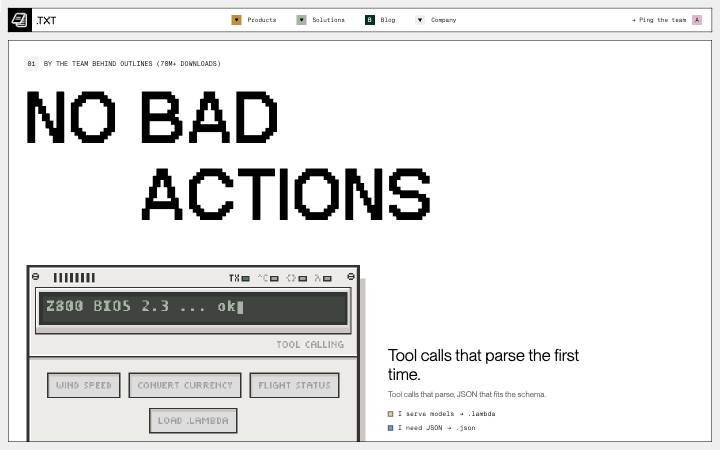 .TXT
▼ Products
▼ Solutions
B Blog
▼ Company
→ Ping the team A
01 BY THE TEAM BEHIND OUTLINES (70M+ DOWNLOADS)
NO BAD
ACTIONS
TX ^C {} λ
Z800 BIOS 2.3 ... ok
TOOL CALLING
WIND SPEED
CONVERT CURRENCY
FLIGHT STATUS
LOAD .LAMBDA
Tool calls that parse the first
time.
Tool calls that parse, JSON that fits the schema.
I serve models → .lambda
I need JSON → .json